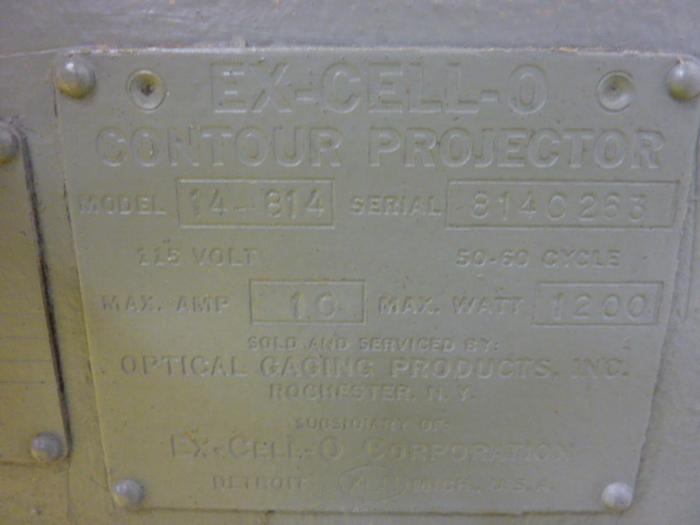 EX-CELL-O
CONTOUR PROJECTOR
MODEL 14-814 SERIAL 8140263
115 VOLT 50-60 CYCLE
MAX. AMP 10 MAX. WATT 1200
SOLD AND SERVICED BY:
OPTICAL GAGING PRODUCTS, INC.
ROCHESTER, N.Y.
SUBSIDIARY OF:
EX-CELL-O CORPORATION
DETROIT MICH., U.S.A.